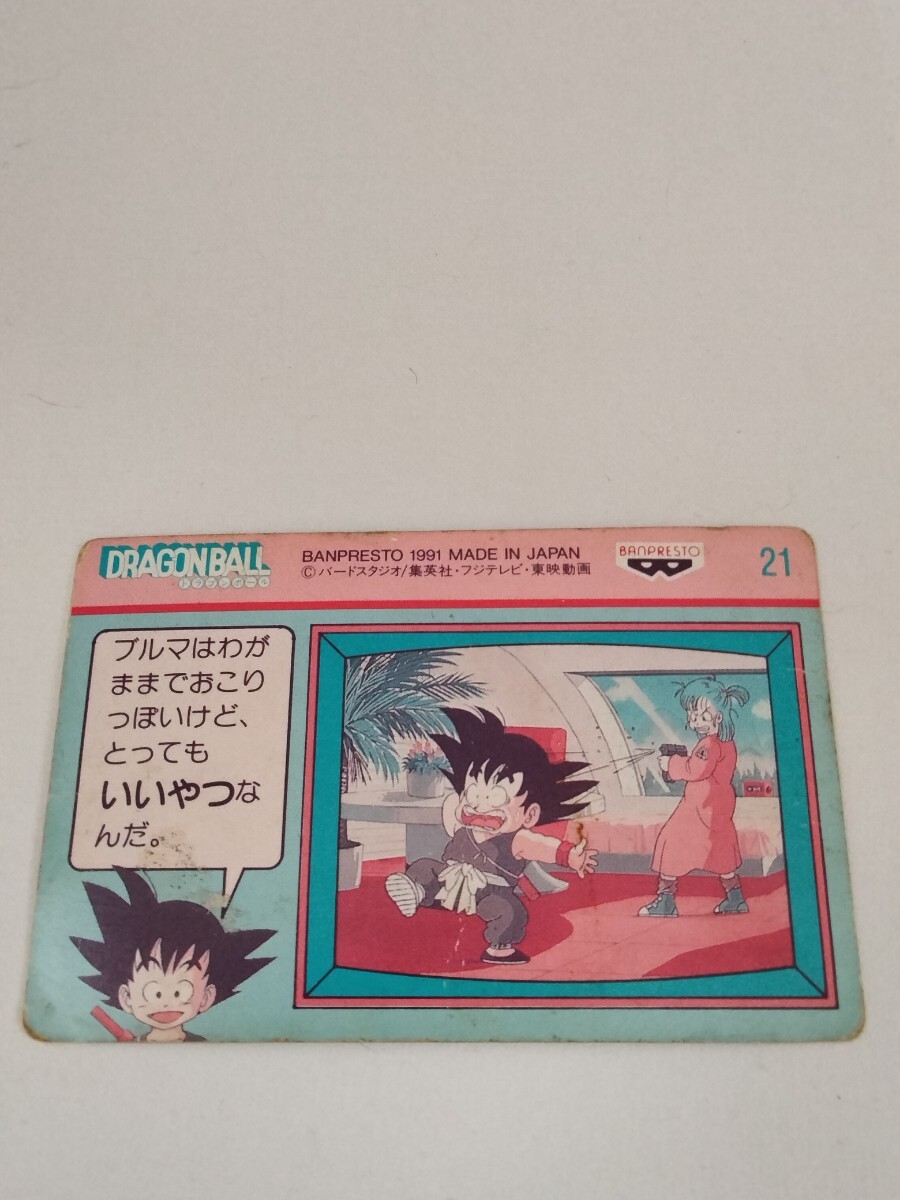 DRAGONBALL
ドラゴンボール
BANPRESTO 1991 MADE IN JAPAN
©バードスタジオ/集英社・フジテレビ・東映動画
BANPRESTO
21
ブルマはわが
ままでおこり
っぽいけど、
とっても
いいやつな
んだ。